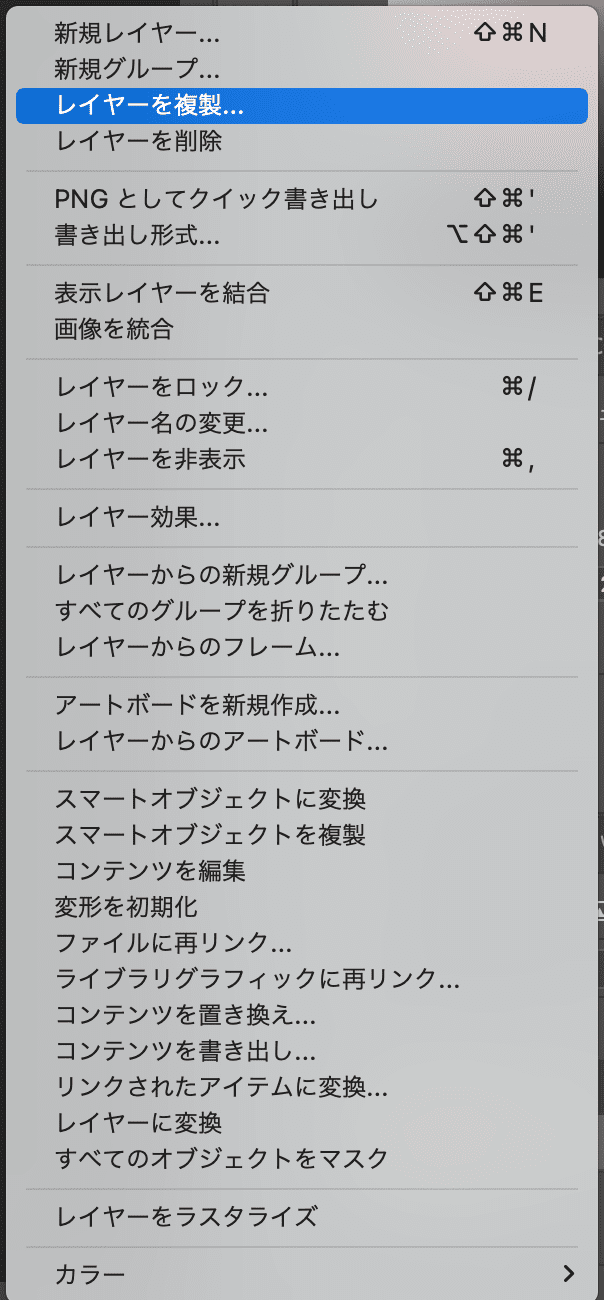 新規レイヤー... ⇧⌘N
新規グループ...
レイヤーを複製...
レイヤーを削除
PNG としてクイック書き出し ⇧⌘'
書き出し形式... ⌥⇧⌘'
表示レイヤーを結合 ⇧⌘E
画像を統合
レイヤーをロック... ⌘/
レイヤー名の変更...
レイヤーを非表示 ⌘,
レイヤー効果...
レイヤーからの新規グループ...
すべてのグループを折りたたむ
レイヤーからのフレーム...
アートボードを新規作成...
レイヤーからのアートボード...
スマートオブジェクトに変換
スマートオブジェクトを複製
コンテンツを編集
変形を初期化
ファイルに再リンク...
ライブラリグラフィックに再リンク...
コンテンツを置き換え...
コンテンツを書き出し...
リンクされたアイテムに変換...
レイヤーに変換
すべてのオブジェクトをマスク
レイヤーをラスタライズ
カラー